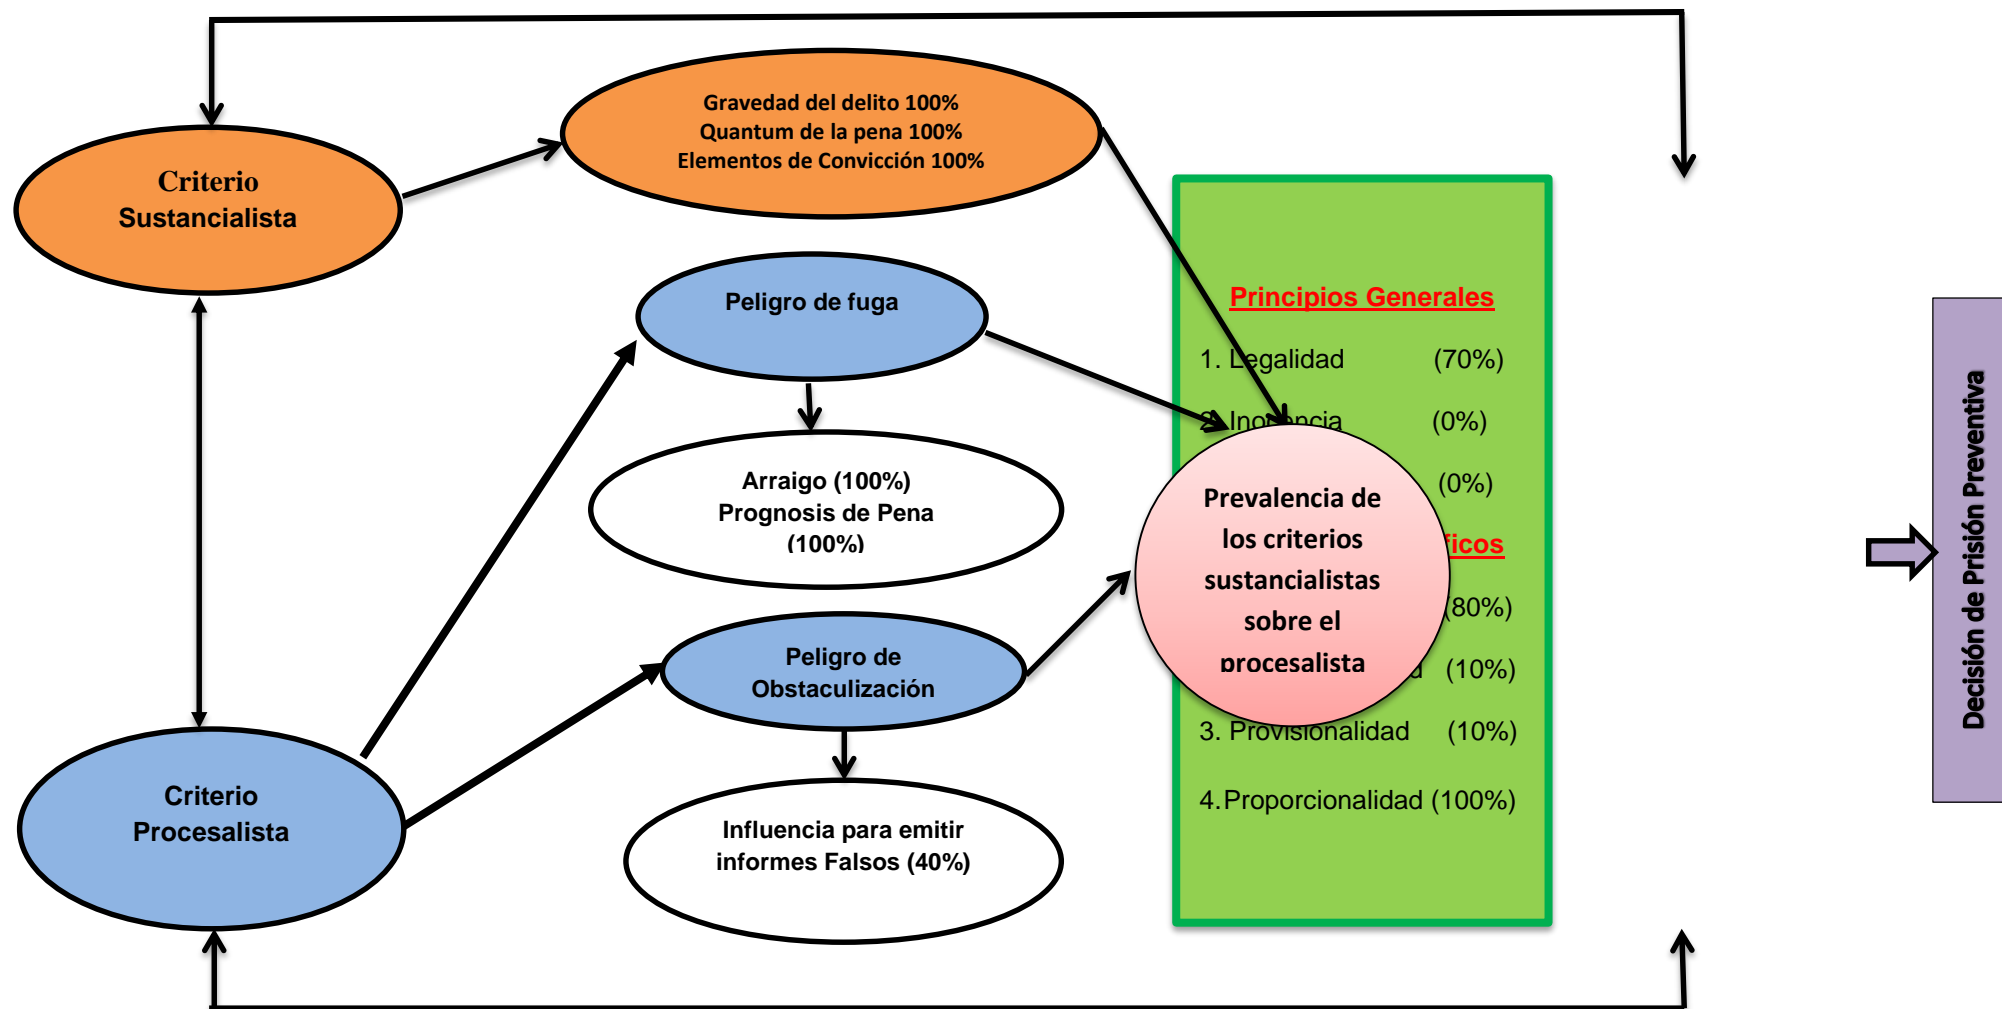 Gravedad del delito 100%
Quantum de la pena 100%
Elementos de Convicción 100%
Criterio
Sustancialista
Peligro de fuga
Arraigo (100%)
Prognosis de Pena
(100%)
Peligro de
Obstaculización
Influencia para emitir
informes Falsos (40%)
Criterio
Procesalista
Principios Generales
1. Legalidad (70%)
2. Inocencia (0%)
(0%)
ficos
(80%)
d (10%)
3. Provisionalidad (10%)
4. Proporcionalidad (100%)
Prevalencia de
los criterios
sustancialistas
sobre el
procesalista
Decisión de Prisión Preventiva